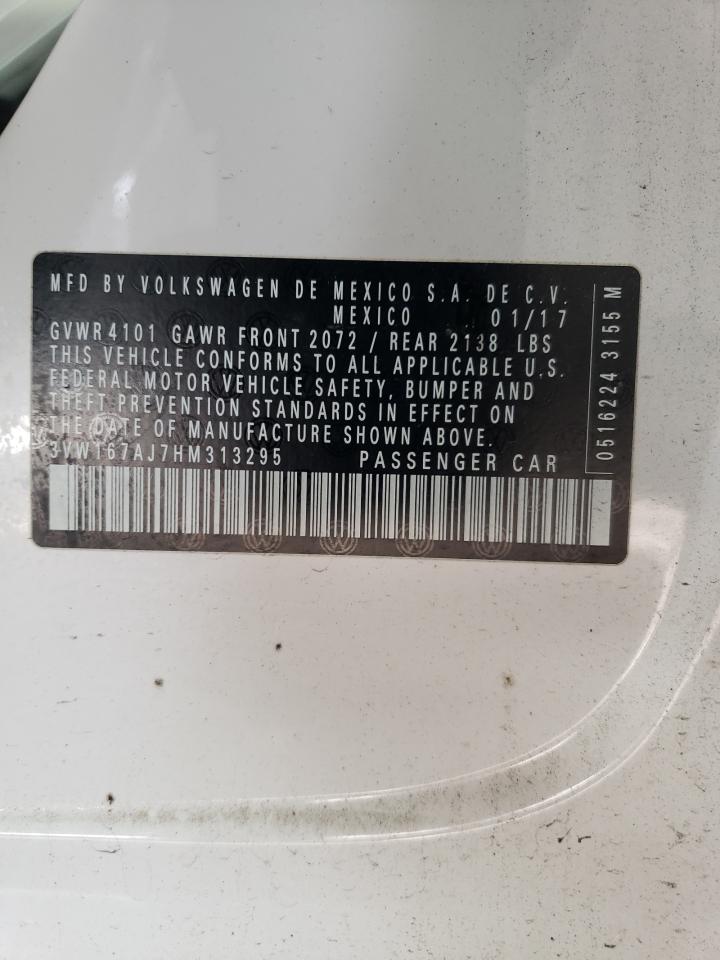 MFD BY VOLKSWAGEN DE MEXICO S.A. DE C.V.
MEXICO 01/17
GVWR 4101 GAWR FRONT 2072 / REAR 2138 LBS
THIS VEHICLE CONFORMS TO ALL APPLICABLE U.S.
FEDERAL MOTOR VEHICLE SAFETY, BUMPER AND
THEFT PREVENTION STANDARDS IN EFFECT ON
THE DATE OF MANUFACTURE SHOWN ABOVE.
3VW167AJ7HM313295 PASSENGER CAR
0516224 3155 M